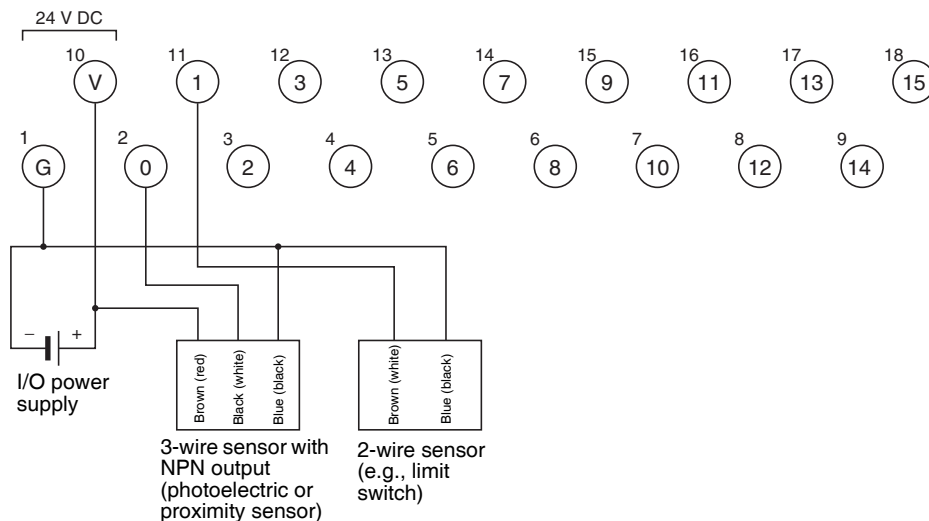 24 V DC
10 11 12 13 14 15 16 17 18
V 1 3 5 7 9 11 13 15
1 2 3 4 5 6 7 8 9
G 0 2 4 6 8 10 12 14
− +
I/O power
supply
Brown (red)
Black (white)
Blue (black)
Brown (white)
Blue (black)
3-wire sensor with
NPN output
(photoelectric or
proximity sensor)
2-wire sensor
(e.g., limit
switch)